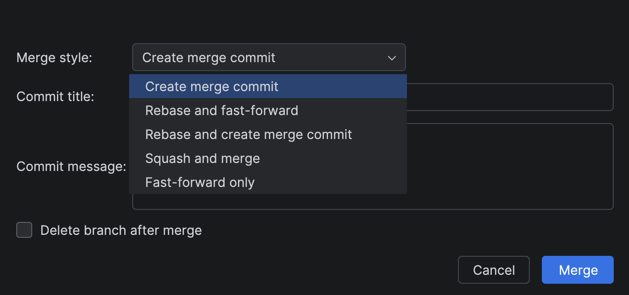 Merge style:
Create merge commit
Create merge commit
Commit title:
Rebase and fast-forward
Rebase and create merge commit
Squash and merge
Commit message:
Fast-forward only
Delete branch after merge
Cancel
Merge